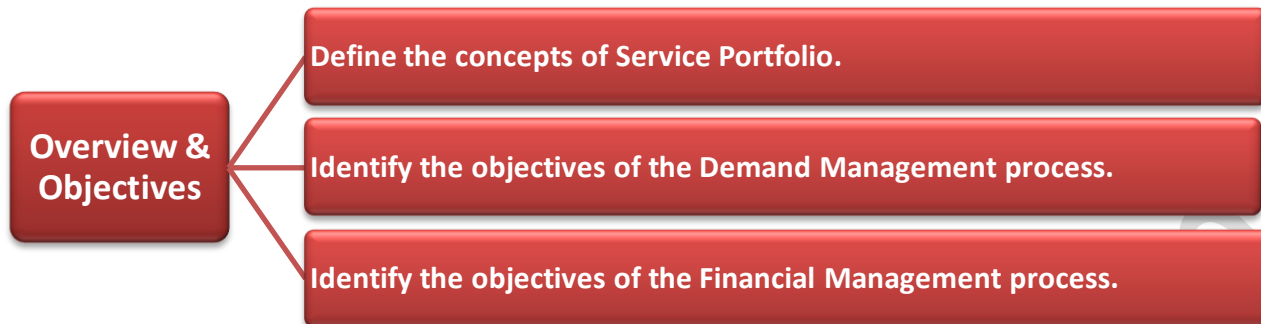 Define the concepts of Service Portfolio.
Overview &
Objectives
Identify the objectives of the Demand Management process.
Identify the objectives of the Financial Management process.